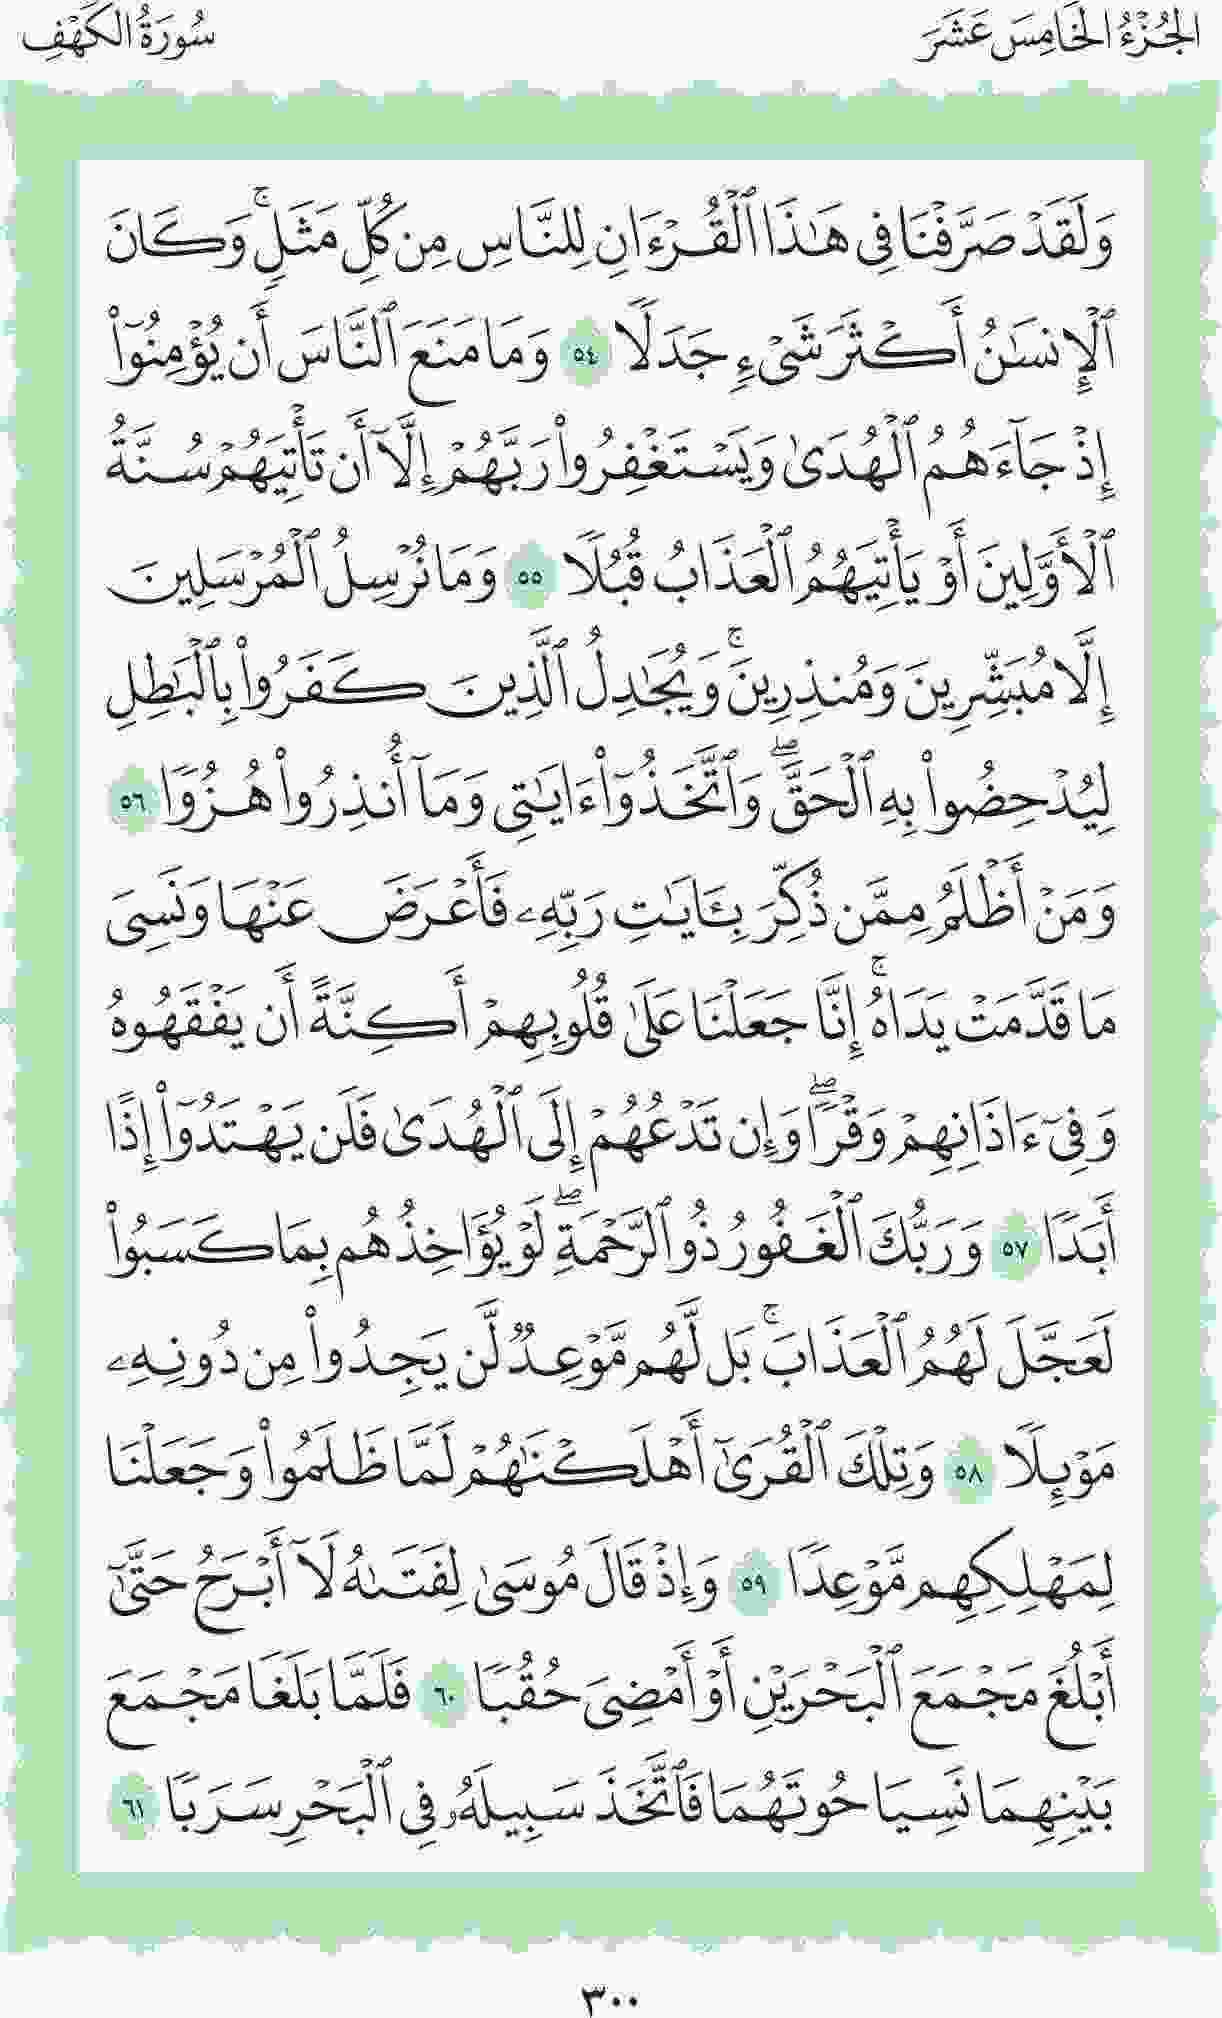 الجُزْءُ الخَامِسَ عَشَرَ
سُورَةُ الكَهْفِ
وَلَقَدْ صَرَّفْنَا فِى هَـٰذَا ٱلْقُرْءَانِ لِلنَّاسِ مِن كُلِّ مَثَلٍۚ وَكَانَ
ٱلْإِنسَـٰنُ أَكْثَرَ شَىْءٍ جَدَلًا ٥٤ وَمَا مَنَعَ ٱلنَّاسَ أَن يُؤْمِنُوٓا۟
إِذْ جَآءَهُمُ ٱلْهُدَىٰ وَيَسْتَغْفِرُوا۟ رَبَّهُمْ إِلَّآ أَن تَأْتِيَهُمْ سُنَّةُ
ٱلْأَوَّلِينَ أَوْ يَأْتِيَهُمُ ٱلْعَذَابُ قُبُلًا ٥٥ وَمَا نُرْسِلُ ٱلْمُرْسَلِينَ
إِلَّا مُبَشِّرِينَ وَمُنذِرِينَۚ وَيُجَـٰدِلُ ٱلَّذِينَ كَفَرُوا۟ بِٱلْبَـٰطِلِ
لِيُدْحِضُوا۟ بِهِ ٱلْحَقَّۖ وَٱتَّخَذُوٓا۟ ءَايَـٰتِى وَمَآ أُنذِرُوا۟ هُزُوًا ٥٦
وَمَنْ أَظْلَمُ مِمَّن ذُكِّرَ بِـَٔايَـٰتِ رَبِّهِۦ فَأَعْرَضَ عَنْهَا وَنَسِىَ
مَا قَدَّمَتْ يَدَاهُۚ إِنَّا جَعَلْنَا عَلَىٰ قُلُوبِهِمْ أَكِنَّةً أَن يَفْقَهُوهُ
وَفِىٓ ءَاذَانِهِمْ وَقْرًاۖ وَإِن تَدْعُهُمْ إِلَى ٱلْهُدَىٰ فَلَن يَهْتَدُوٓا۟ إِذًا
أَبَدًا ٥٧ وَرَبُّكَ ٱلْغَفُورُ ذُو ٱلرَّحْمَةِۖ لَوْ يُؤَاخِذُهُم بِمَا كَسَبُوا۟
لَعَجَّلَ لَهُمُ ٱلْعَذَابَۚ بَل لَّهُم مَّوْعِدٌ لَّن يَجِدُوا۟ مِن دُونِهِۦ
مَوْئِلًا ٥٨ وَتِلْكَ ٱلْقُرَىٰٓ أَهْلَكْنَـٰهُمْ لَمَّا ظَلَمُوا۟ وَجَعَلْنَا
لِمَهْلِكِهِم مَّوْعِدًا ٥٩ وَإِذْ قَالَ مُوسَىٰ لِفَتَىٰهُ لَآ أَبْرَحُ حَتَّىٰٓ
أَبْلُغَ مَجْمَعَ ٱلْبَحْرَيْنِ أَوْ أَمْضِىَ حُقُبًا ٦٠ فَلَمَّا بَلَغَا مَجْمَعَ
بَيْنِهِمَا نَسِيَا حُوتَهُمَا فَٱتَّخَذَ سَبِيلَهُۥ فِى ٱلْبَحْرِ سَرَبًا ٦١
٣٠٠